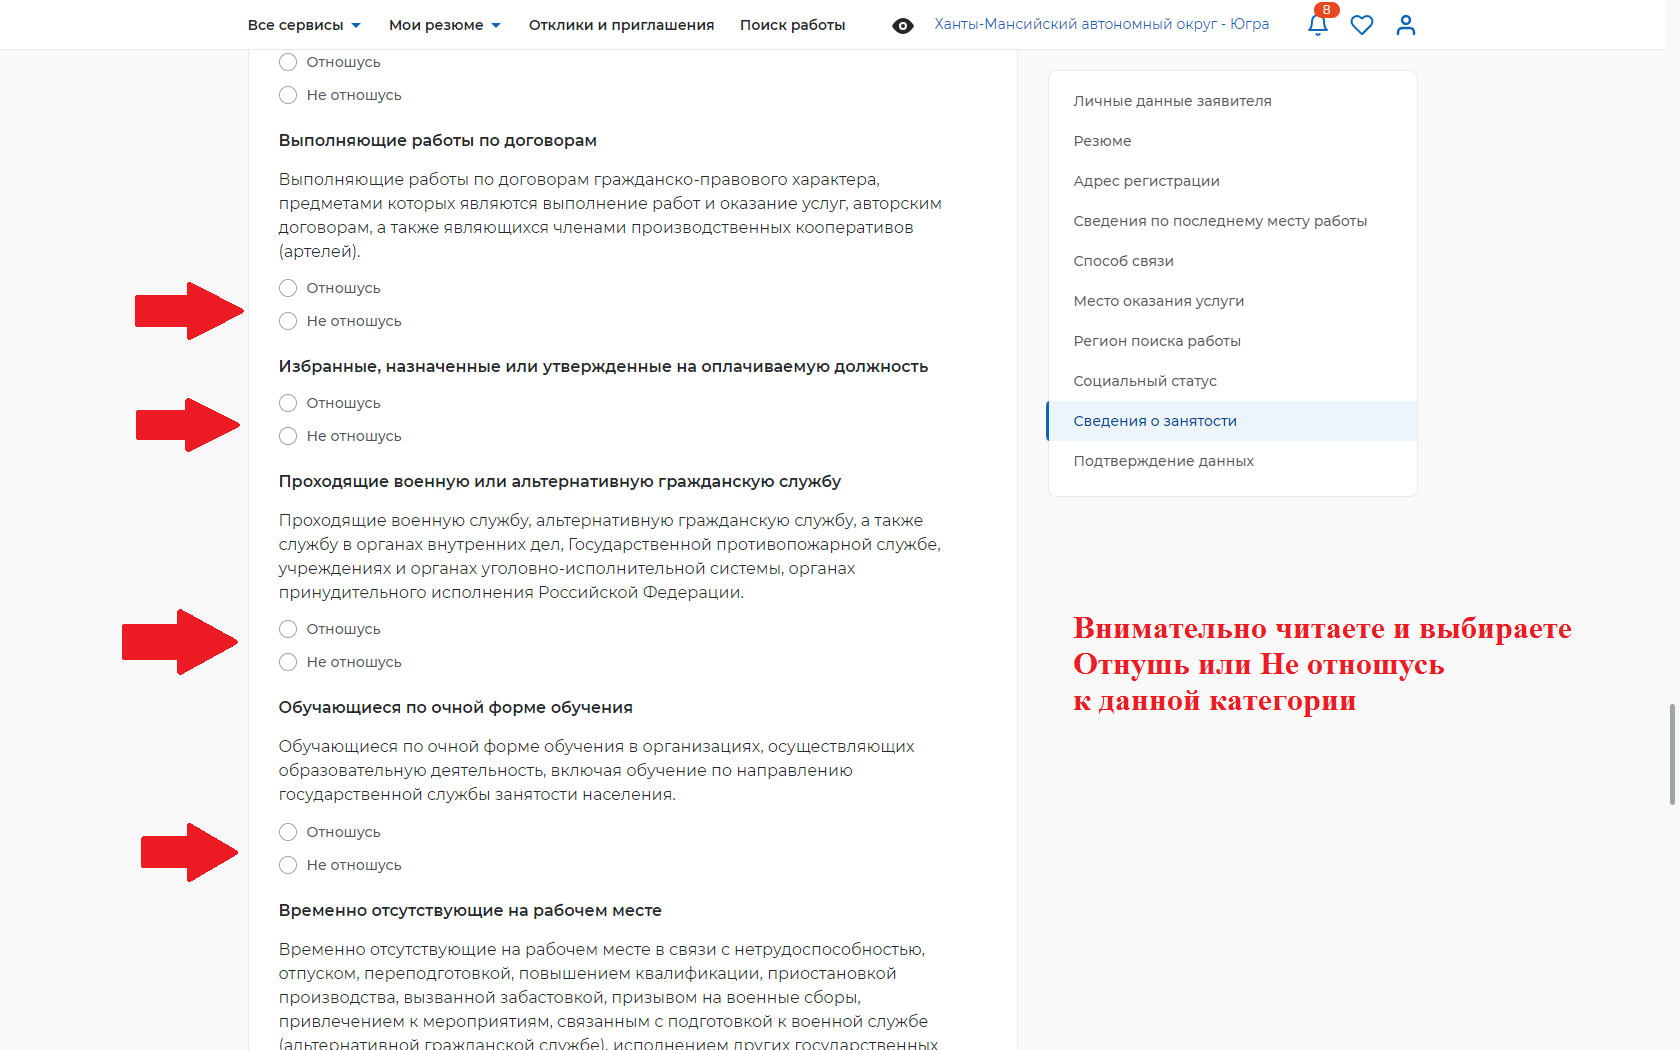 Все сервисы Мои резюме Отклики и приглашения Поиск работы Ханты-Мансийский автономный округ - Югра 8
Отношусь
Не отношусь
Выполняющие работы по договорам
Выполняющие работы по договорам гражданско-правового характера,
предметами которых являются выполнение работ и оказание услуг, авторским
договорам, а также являющихся членами производственных кооперативов
(артелей).
Отношусь
Не отношусь
Избранные, назначенные или утвержденные на оплачиваемую должность
Отношусь
Не отношусь
Проходящие военную или альтернативную гражданскую службу
Проходящие военную службу, альтернативную гражданскую службу, а также
службу в органах внутренних дел, Государственной противопожарной службе,
учреждениях и органах уголовно-исполнительной системы, органах
принудительного исполнения Российской Федерации.
Отношусь
Не отношусь
Обучающиеся по очной форме обучения
Обучающиеся по очной форме обучения в организациях, осуществляющих
образовательную деятельность, включая обучение по направлению
государственной службы занятости населения.
Отношусь
Не отношусь
Временно отсутствующие на рабочем месте
Временно отсутствующие на рабочем месте в связи с нетрудоспособностью,
отпуском, переподготовкой, повышением квалификации, приостановкой
производства, вызванной забастовкой, призывом на военные сборы,
привлечением к мероприятиям, связанным с подготовкой к военной службе
(альтернативной гражданской службе), исполнением других государственных
Личные данные заявителя
Резюме
Адрес регистрации
Сведения по последнему месту работы
Способ связи
Место оказания услуги
Регион поиска работы
Социальный статус
Сведения о занятости
Подтверждение данных
Внимательно читаете и выбираете
Отнушь или Не отношусь
к данной категории